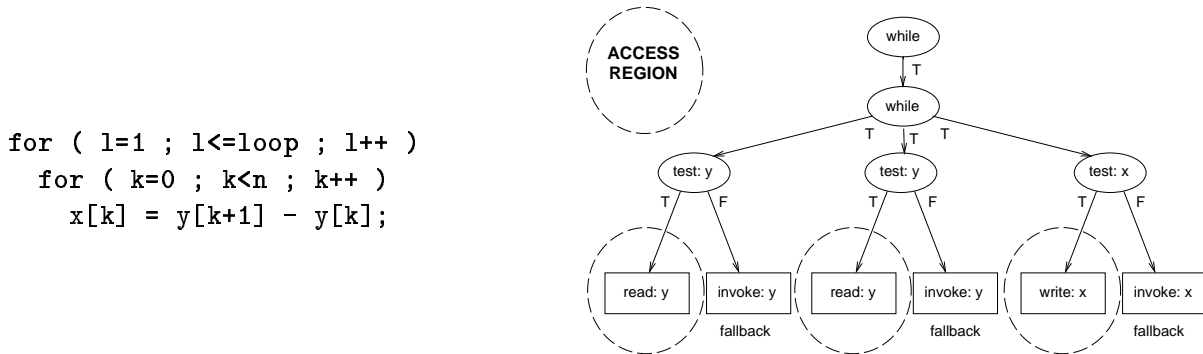 for ( l=1 ; l<=loop ; l++ )
for ( k=0 ; k<n ; k++ )
x[k] = y[k+1] - y[k];
ACCESS
REGION
while
T
while
T T T
test: y test: y test: x
T F T F T F
read: y invoke: y read: y invoke: y write: x invoke: x
fallback fallback fallback